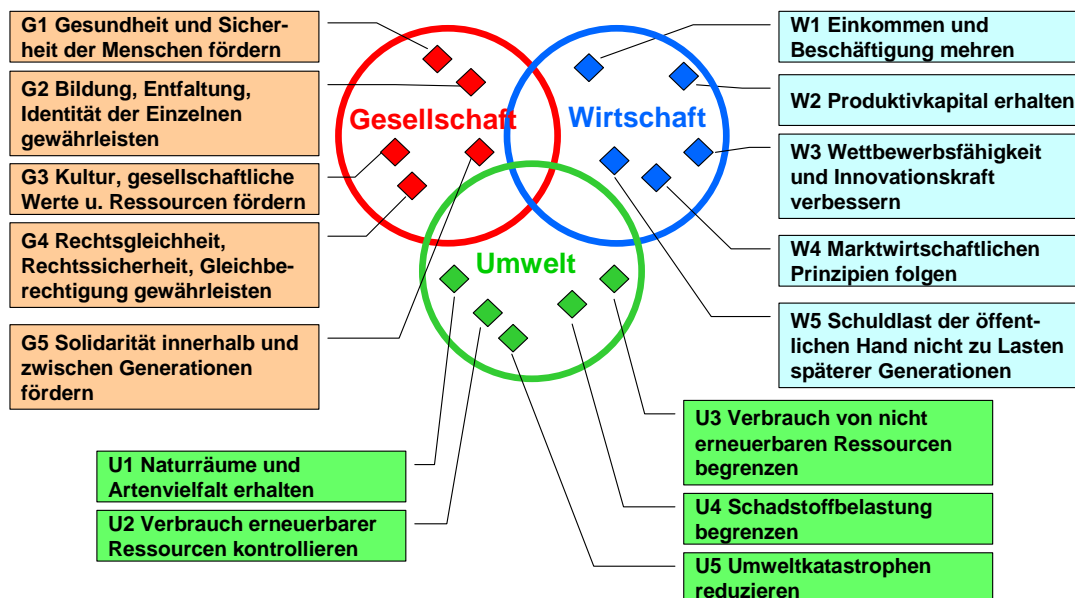 G1 Gesundheit und Sicher-
heit der Menschen fördern
G2 Bildung, Entfaltung,
Identität der Einzelnen
gewährleisten
G3 Kultur, gesellschaftliche
Werte u. Ressourcen fördern
G4 Rechtsgleichheit,
Rechtssicherheit, Gleichbe-
rechtigung gewährleisten
G5 Solidarität innerhalb und
zwischen Generationen
fördern
Gesellschaft
Wirtschaft
Umwelt
W1 Einkommen und
Beschäftigung mehren
W2 Produktivkapital erhalten
W3 Wettbewerbsfähigkeit
und Innovationskraft
verbessern
W4 Marktwirtschaftlichen
Prinzipien folgen
W5 Schuldlast der öffent-
lichen Hand nicht zu Lasten
späterer Generationen
U1 Naturräume und
Artenvielfalt erhalten
U2 Verbrauch erneuerbarer
Ressourcen kontrollieren
U3 Verbrauch von nicht
erneuerbaren Ressourcen
begrenzen
U4 Schadstoffbelastung
begrenzen
U5 Umweltkatastrophen
reduzieren